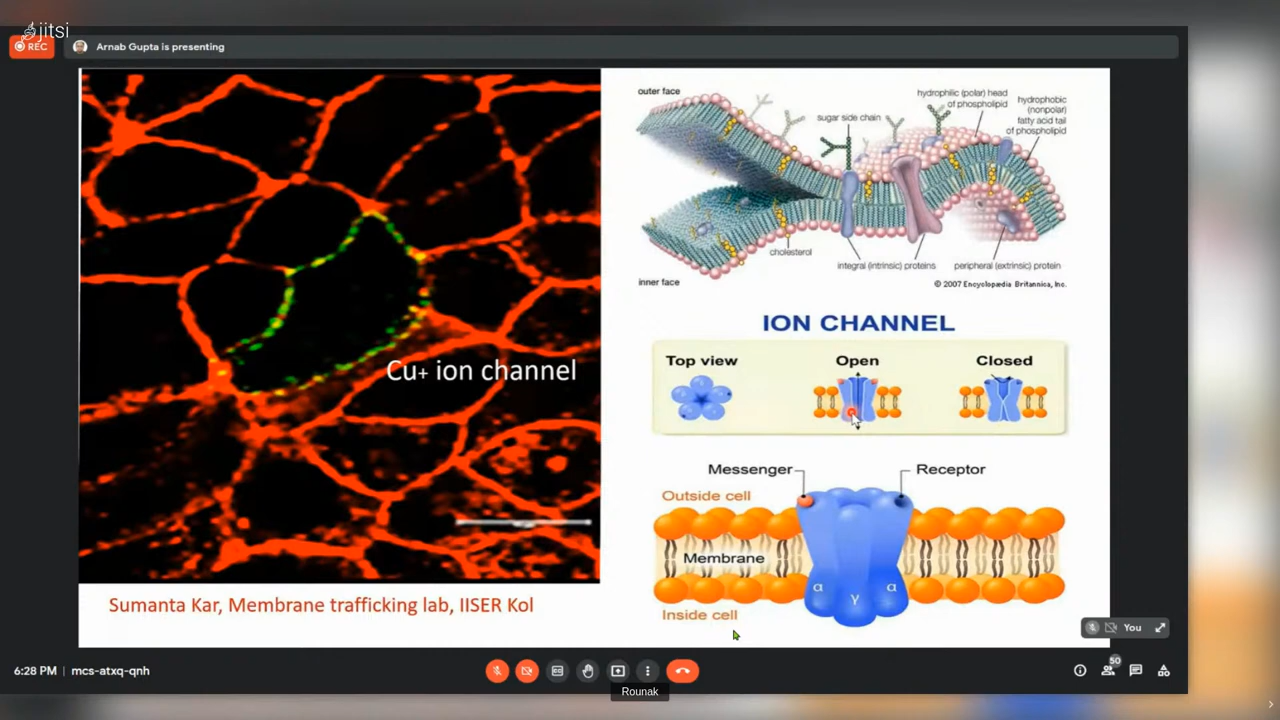 jitsi
REC
Arnab Gupta is presenting
Cu+ ion channel
Sumanta Kar, Membrane trafficking lab, IISER Kol
outer face
sugar side chain
hydrophilic (polar) head
of phospholipid
hydrophobic
(nonpolar)
fatty acid tail
of phospholipid
cholesterol
integral (intrinsic) proteins
peripheral (extrinsic) protein
inner face
© 2007 Encyclopædia Britannica, Inc.
ION CHANNEL
Top view
Open
Closed
Messenger
Receptor
Outside cell
Membrane
α
γ
α
Inside cell
You
6:28 PM | mcs-atxq-qnh
50
Rounak